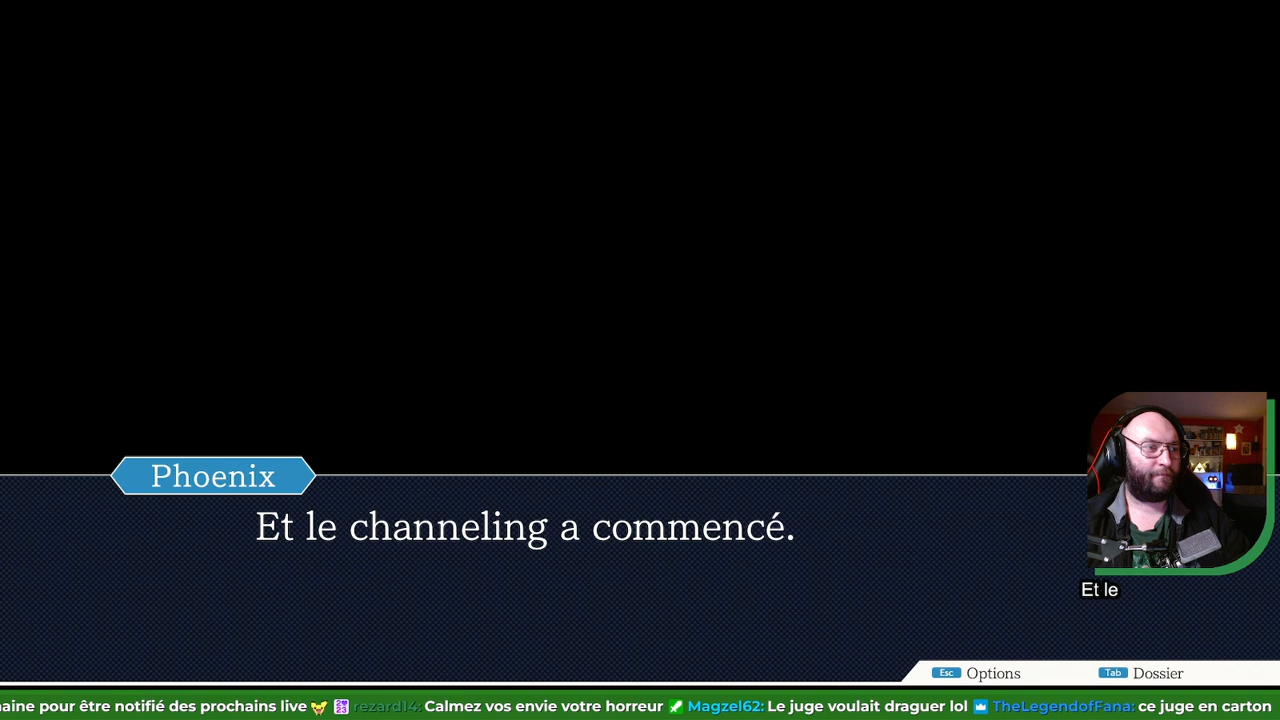 Phoenix
Et le channeling a commencé.
Et le
Esc Options Tab Dossier
aine pour être notifié des prochains live rezard14: Calmez vos envie votre horreur Magzel62: Le juge voulait draguer lol TheLegendofFana: ce juge en carton